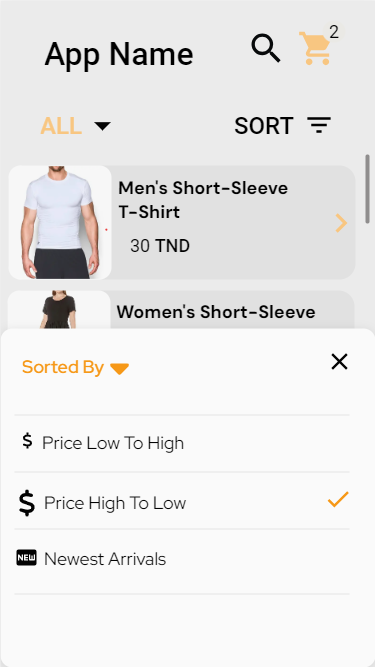 App Name
2
ALL
SORT
Men's Short-Sleeve
T-Shirt
30 TND
Women's Short-Sleeve
Sorted By
$ Price Low To High
$ Price High To Low
NEW Newest Arrivals